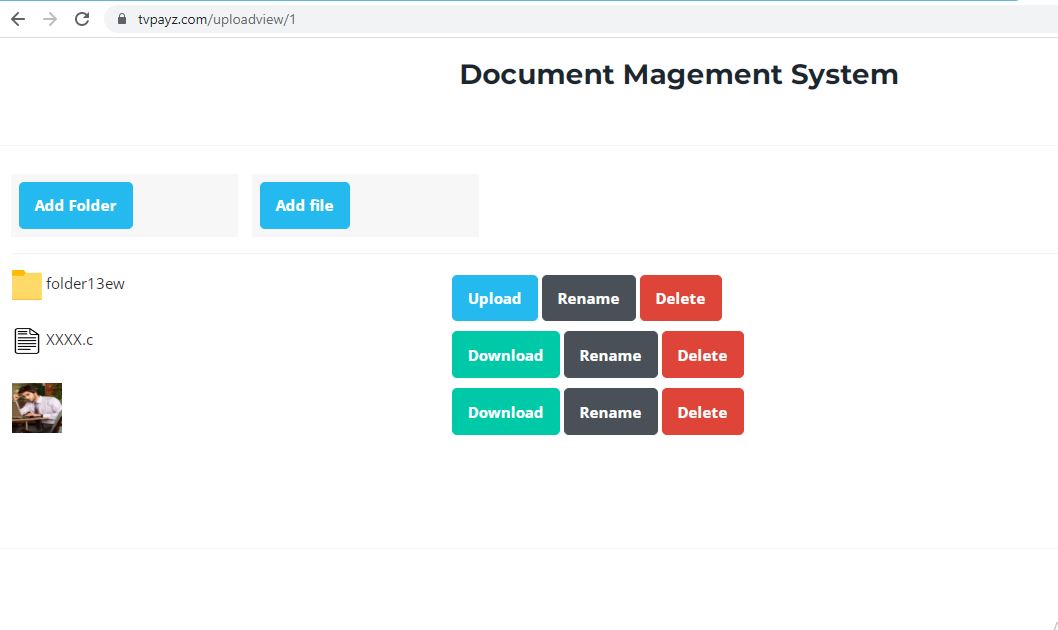 tvpayz.com/uploadview/1
Document Magement System
Add Folder Add file
folder13ew Upload Rename Delete
XXXX.c Download Rename Delete
Download Rename Delete